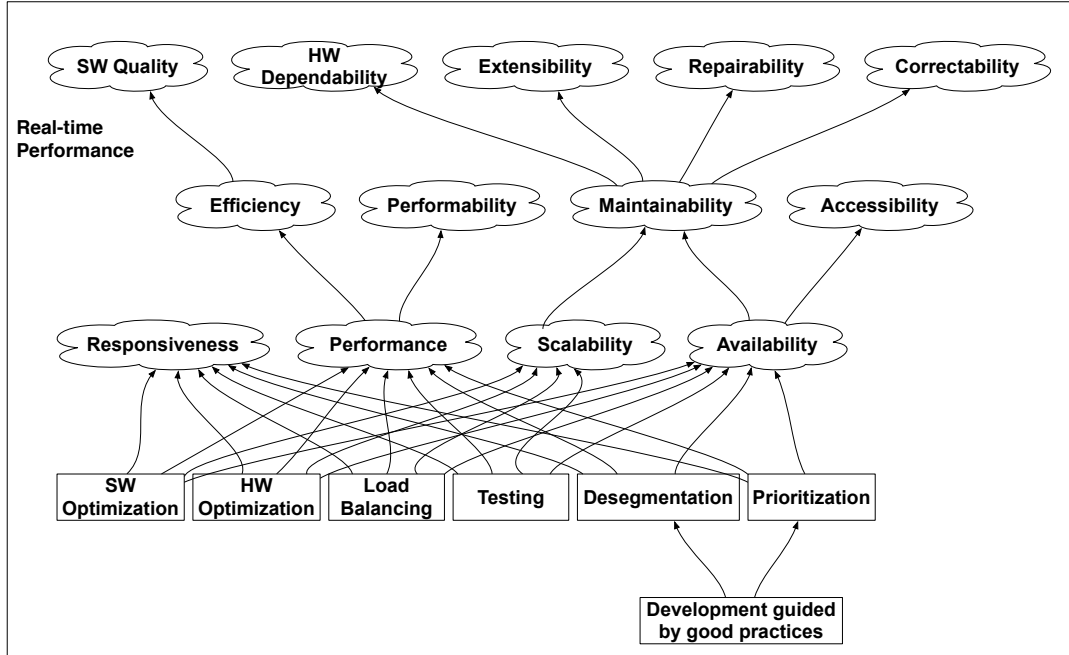 SW Quality
HW
Dependability
Extensibility
Repairability
Correctability
Real-time
Performance
Efficiency
Performability
Maintainability
Accessibility
Responsiveness
Performance
Scalability
Availability
SW
Optimization
HW
Optimization
Load
Balancing
Testing
Desegmentation
Prioritization
Development guided
by good practices